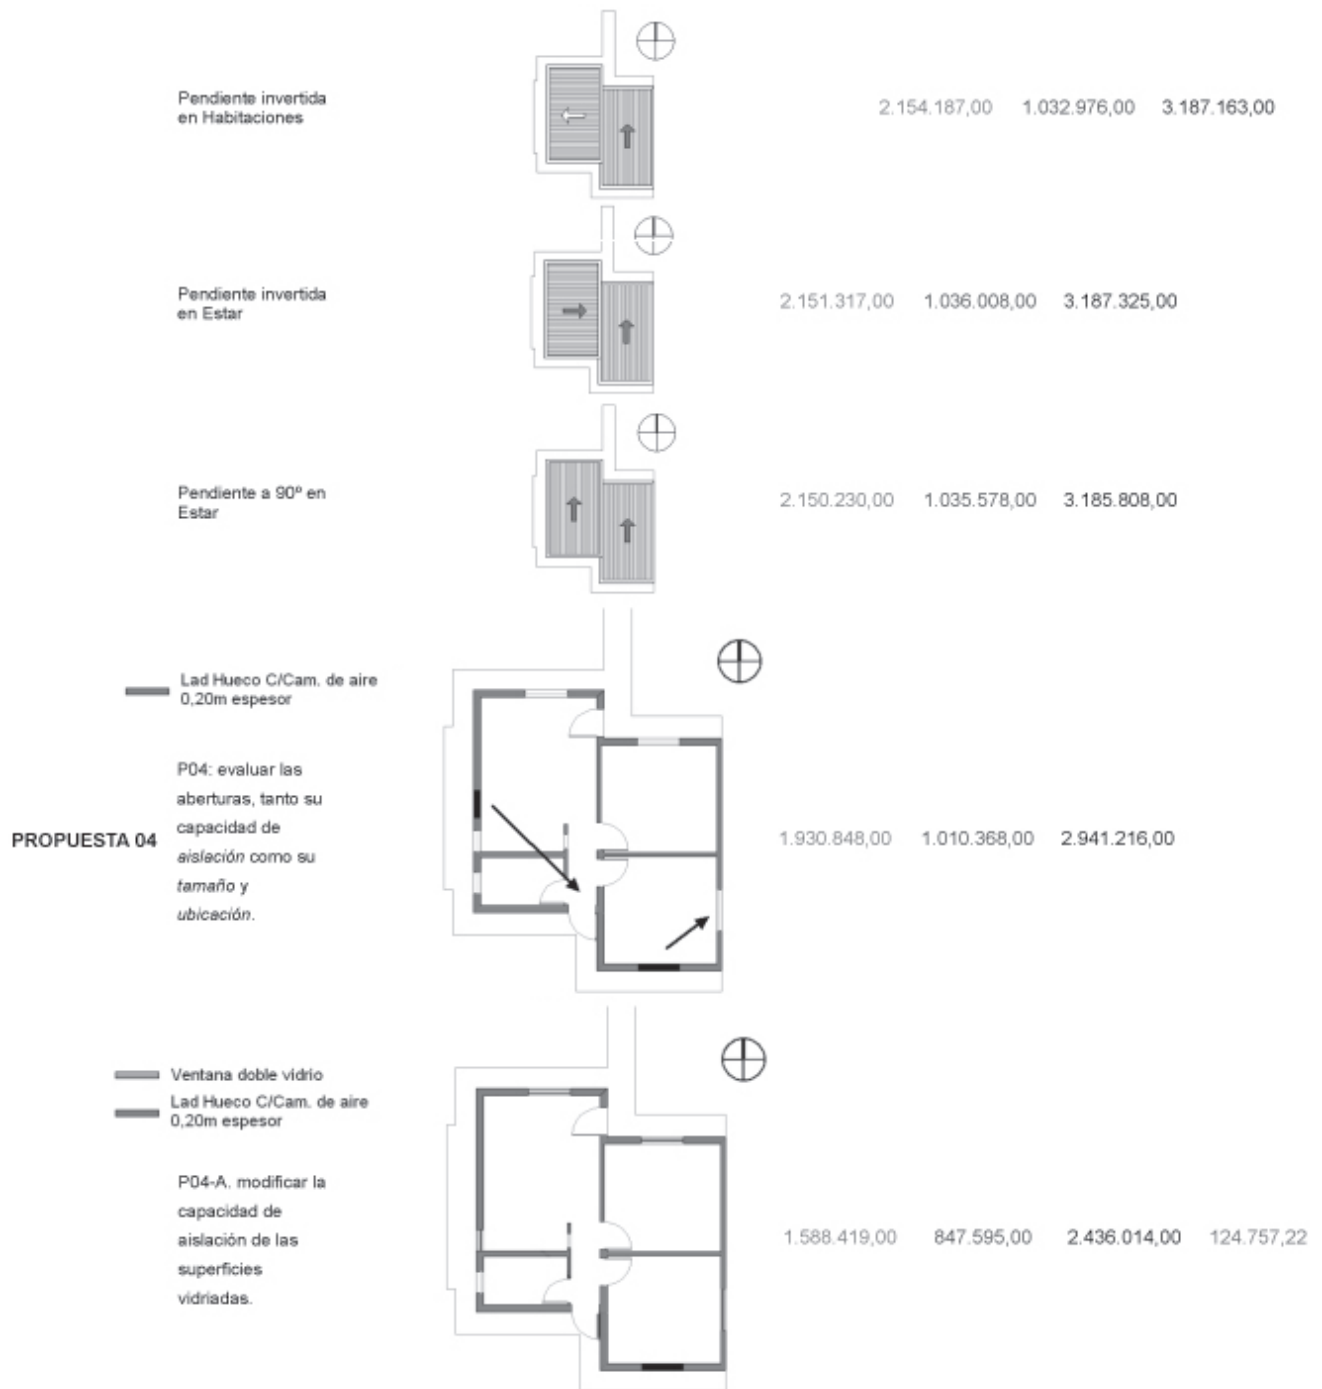 Pendiente invertida
en Habitaciones
2.154.187,00 1.032.976,00 3.187.163,00
Pendiente invertida
en Estar
2.151.317,00 1.036.008,00 3.187.325,00
Pendiente a 90º en
Estar
2.150.230,00 1.035.578,00 3.185.808,00
Lad Hueco C/Cam. de aire
0,20m espesor
P04: evaluar las
aberturas, tanto su
capacidad de
aislación como su
tamaño y
ubicación.
PROPUESTA 04
1.930.848,00 1.010.368,00 2.941.216,00
Ventana doble vidrio
Lad Hueco C/Cam. de aire
0,20m espesor
P04-A. modificar la
capacidad de
aislación de las
superficies
vidriadas.
1.588.419,00 847.595,00 2.436.014,00 124.757,22